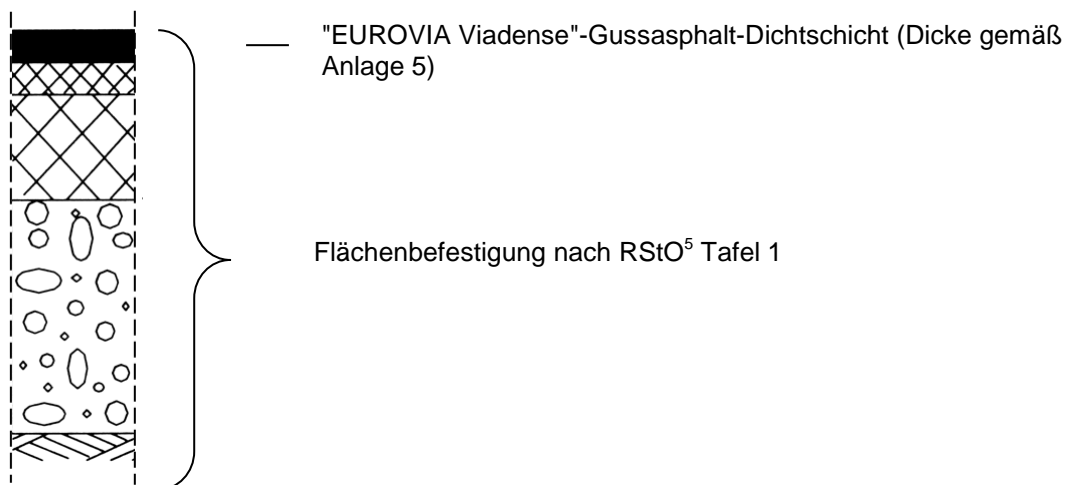 "EUROVIA Viadense"-Gussasphalt-Dichtschicht (Dicke gemäß
Anlage 5)
Flächenbefestigung nach RStO⁵ Tafel 1